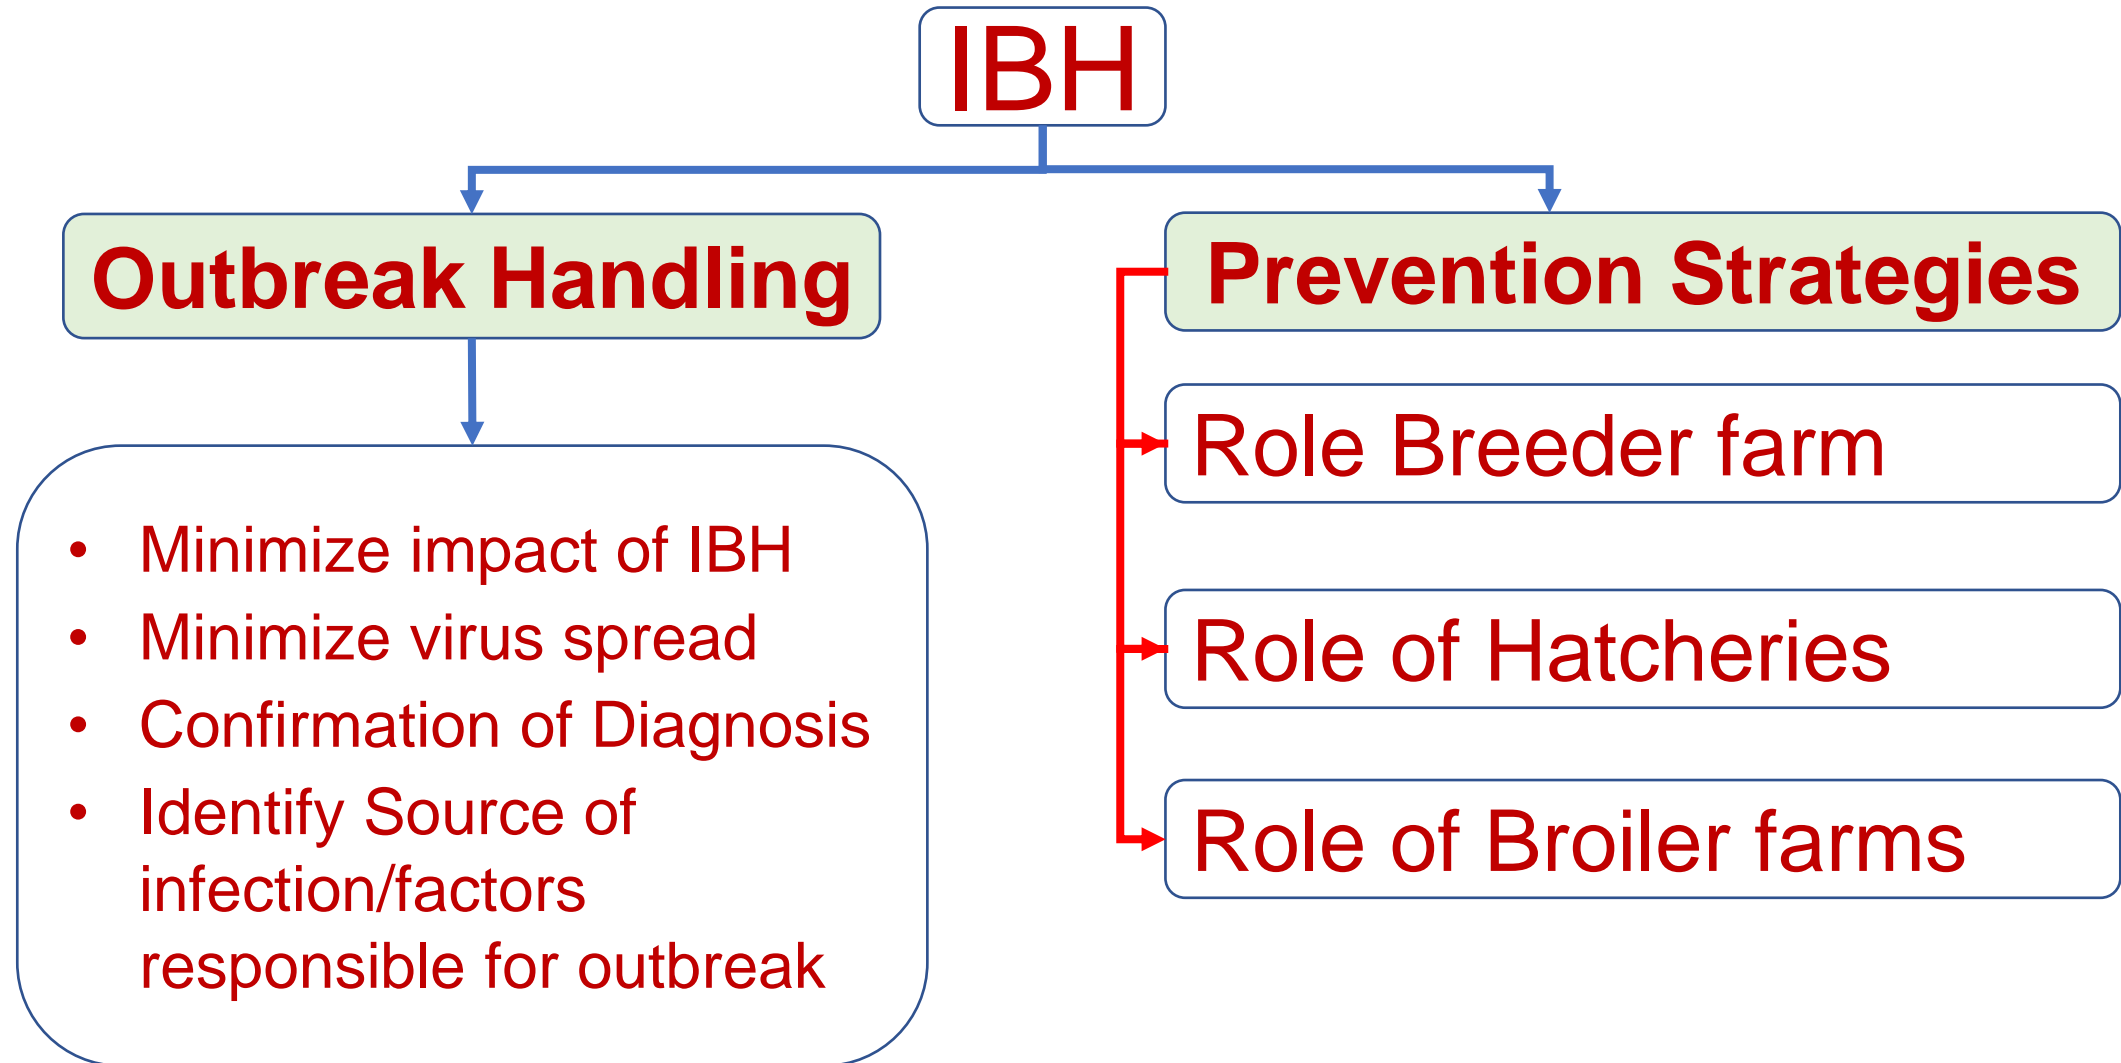 IBH
Outbreak Handling
• Minimize impact of IBH
• Minimize virus spread
• Confirmation of Diagnosis
• Identify Source of
infection/factors
responsible for outbreak
Prevention Strategies
Role Breeder farm
Role of Hatcheries
Role of Broiler farms